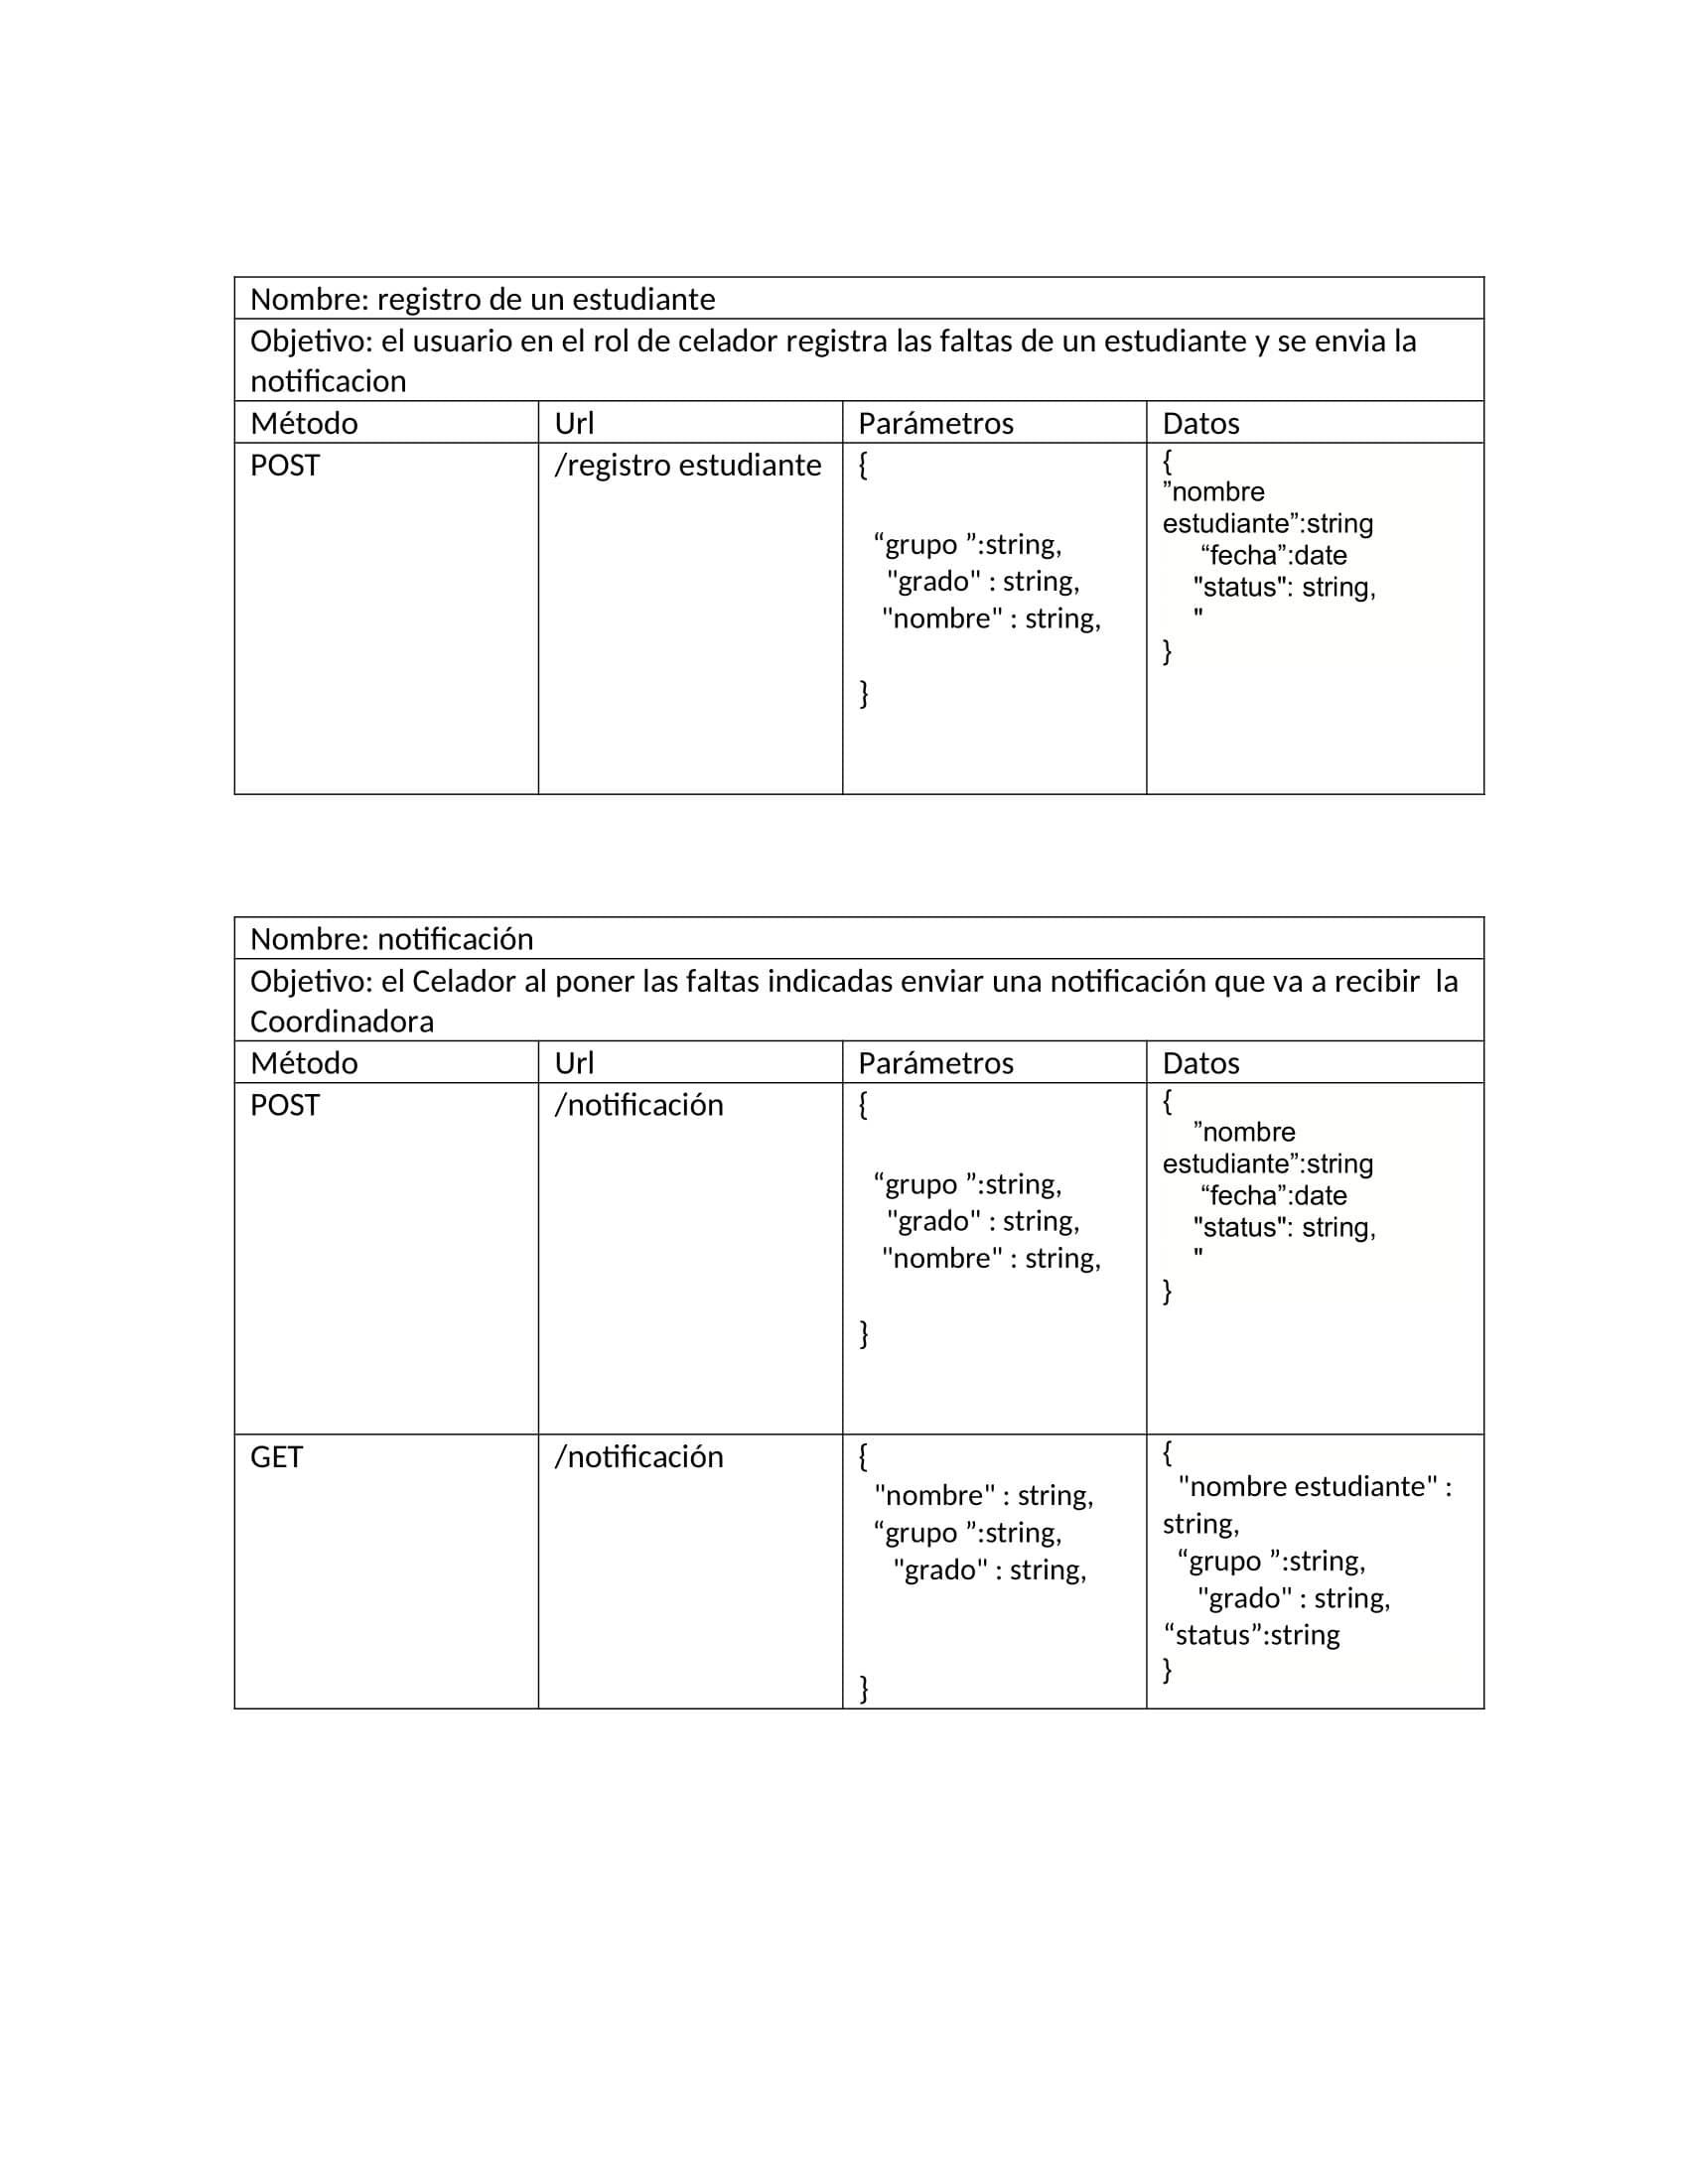 Nombre: registro de un estudiante
Objetivo: el usuario en el rol de celador registra las faltas de un estudiante y se envia la
notificacion
Método Url Parámetros Datos
POST
/registro estudiante
{
“grupo ”:string,
"grado" : string,
"nombre" : string,
}
{
”nombre
estudiante”:string
“fecha”:date
"status": string,
"
}
Nombre: notificación
Objetivo: el Celador al poner las faltas indicadas enviar una notificación que va a recibir  la
Coordinadora
Método Url Parámetros Datos
POST
/notificación
{
“grupo ”:string,
"grado" : string,
"nombre" : string,
}
{
”nombre
estudiante”:string
“fecha”:date
"status": string,
"
}
GET
/notificación
{
"nombre" : string,
“grupo ”:string,
"grado" : string,
}
{
"nombre estudiante" :
string,
“grupo ”:string,
"grado" : string,
“status”:string
}